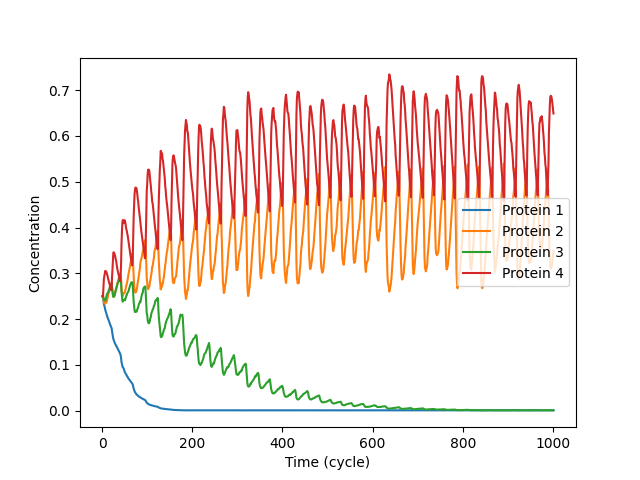 0.7
0.6
0.5
0.4
0.3
0.2
0.1
0.0
Concentration
Protein 1
Protein 2
Protein 3
Protein 4
0 200 400 600 800 1000
Time (cycle)